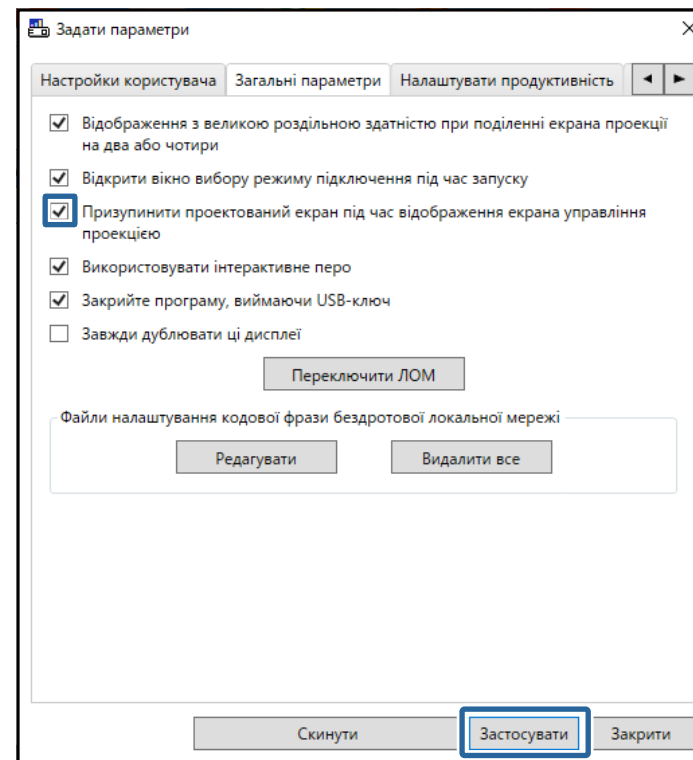 Задати параметри
Настройки користувача Загальні параметри Налаштувати продуктивність
Відображення з великою роздільною здатністю при поділенні екрана проекції
на два або чотири
Відкрити вікно вибору режиму підключення під час запуску
Призупинити проектований екран під час відображення екрана управління
проекцією
Використовувати інтерактивне перо
Закрийте програму, виймаючи USB-ключ
Завжди дублювати ці дисплеї
Переключити ЛОМ
Файли налаштування кодової фрази бездротової локальної мережі
Редагувати Видалити все
Скинути Застосувати Закрити